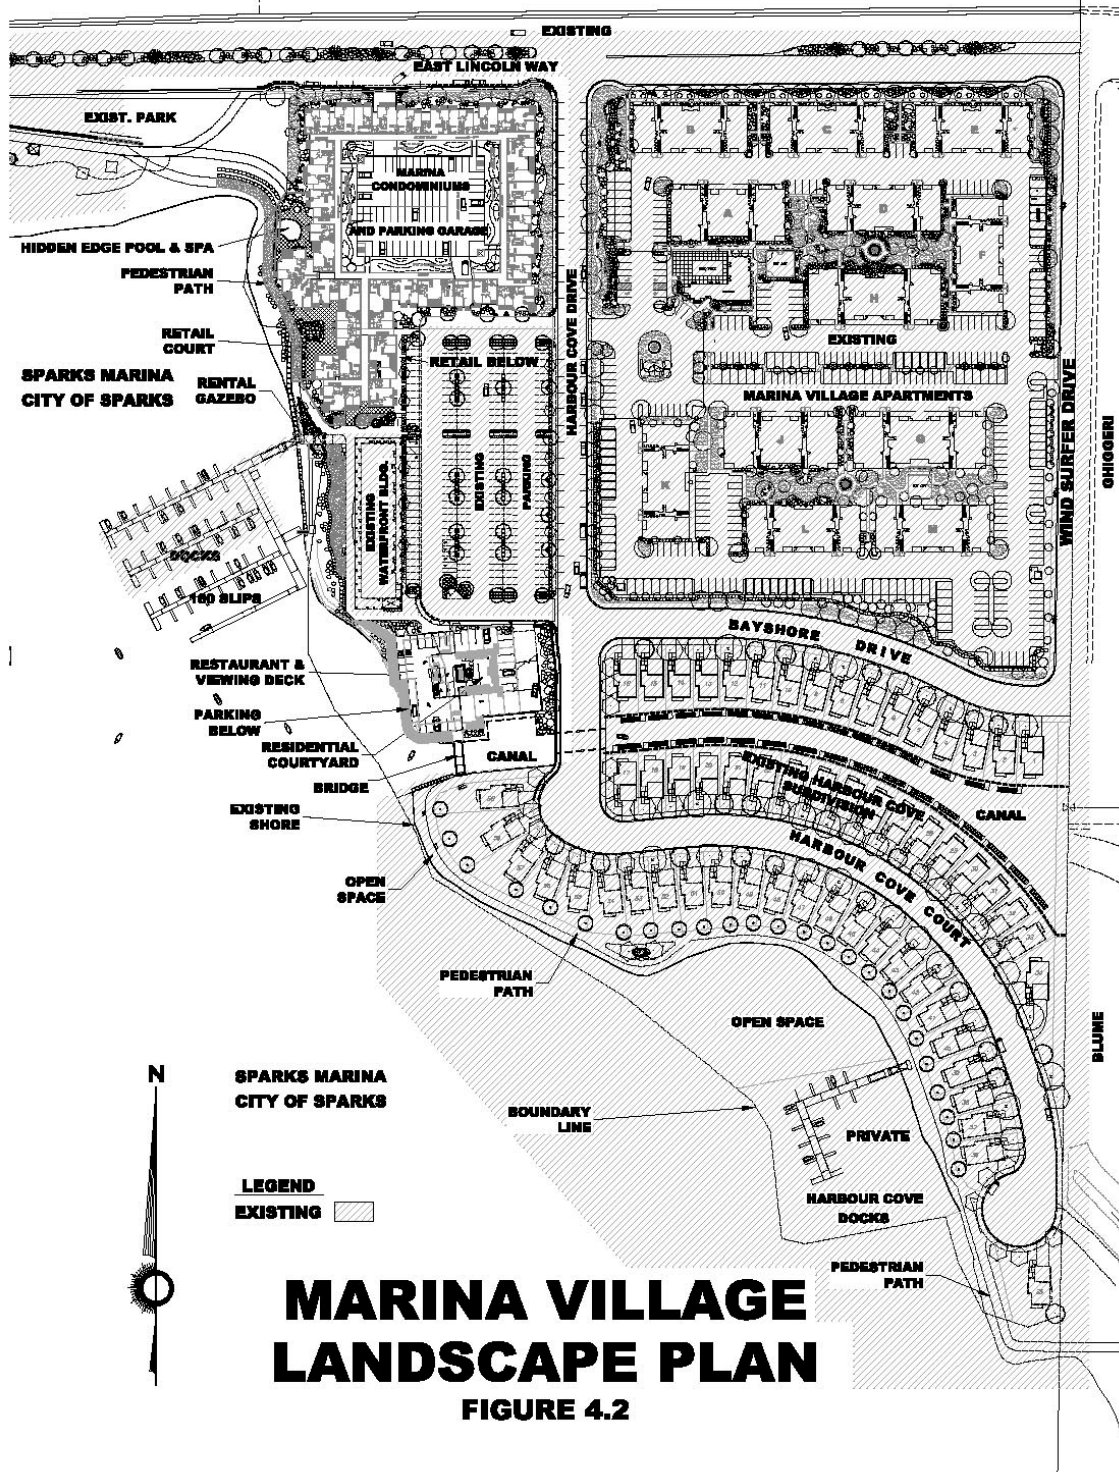 EXISTING
EAST LINCOLN WAY
EXIST. PARK
MARINA
CONDOMINIUMS
AND PARKING GARAGE
HIDDEN EDGE POOL & SPA
PEDESTRIAN
PATH
RETAIL
COURT
SPARKS MARINA
CITY OF SPARKS
RENTAL
GAZEBO
RETAIL BELOW
HARBOUR COVE DRIVE
B
C
E
A
D
F
H
EXISTING
MARINA VILLAGE APARTMENTS
J
G
K
L
M
WIND SURFER DRIVE
GHIGGERI
EXISTING
WATERFRONT BLDG.
EXISTING
PARKING
DOCKS
160 SLIPS
BAYSHORE DRIVE
RESTAURANT &
VIEWING DECK
PARKING
BELOW
RESIDENTIAL
COURTYARD
BRIDGE
CANAL
EXISTING
SHORE
EXISTING HARBOUR COVE
SUBDIVISION
CANAL
HARBOUR COVE COURT
OPEN
SPACE
PEDESTRIAN
PATH
OPEN SPACE
BLUME
N
SPARKS MARINA
CITY OF SPARKS
BOUNDARY
LINE
PRIVATE
HARBOUR COVE
DOCKS
LEGEND
EXISTING
PEDESTRIAN
PATH
MARINA VILLAGE
LANDSCAPE PLAN
FIGURE 4.2